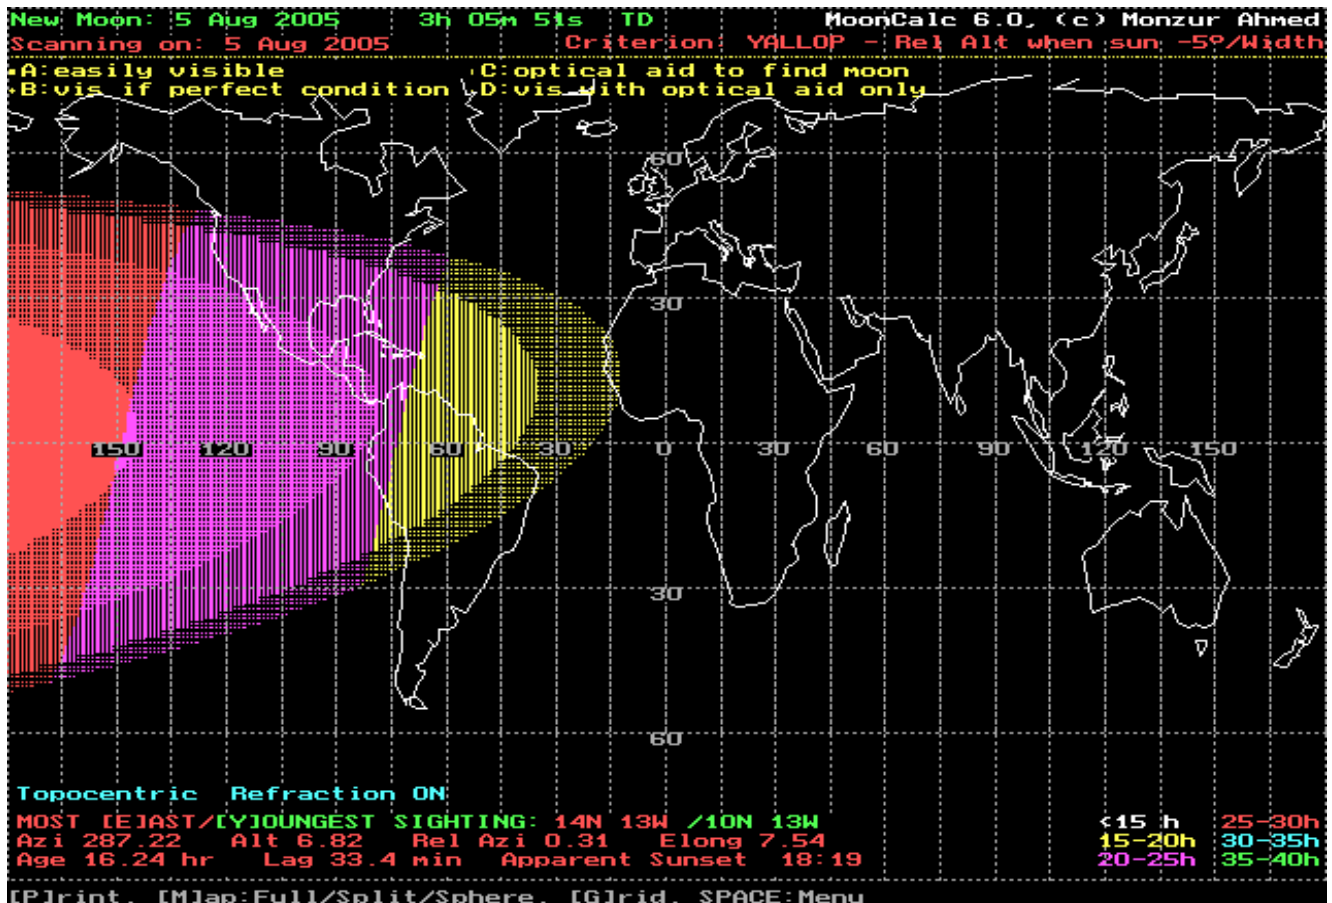 New Moon: 5 Aug 2005 3h 05m 51s TD MoonCalc 6.0, (c) Monzur Ahmed
Scanning on: 5 Aug 2005 Criterion: YALLOP - Rel Alt when sun -5º/Width
A:easily visible C:optical aid to find moon
B:vis if perfect condition D:vis with optical aid only
60
30
150 120 90 60 30 0 30 60 90 120 150
30
60
Topocentric Refraction ON
MOST [E]AST/[Y]OUNGEST SIGHTING: 14N 13W /10N 13W <15 h 25-30h
Azi 287.22 Alt 6.82 Rel Azi 0.31 Elong 7.54 15-20h 30-35h
Age 16.24 hr Lag 33.4 min Apparent Sunset 18:19 20-25h 35-40h
[P]rint, [M]ap:Full/Split/Sphere, [G]rid, SPACE:Menu